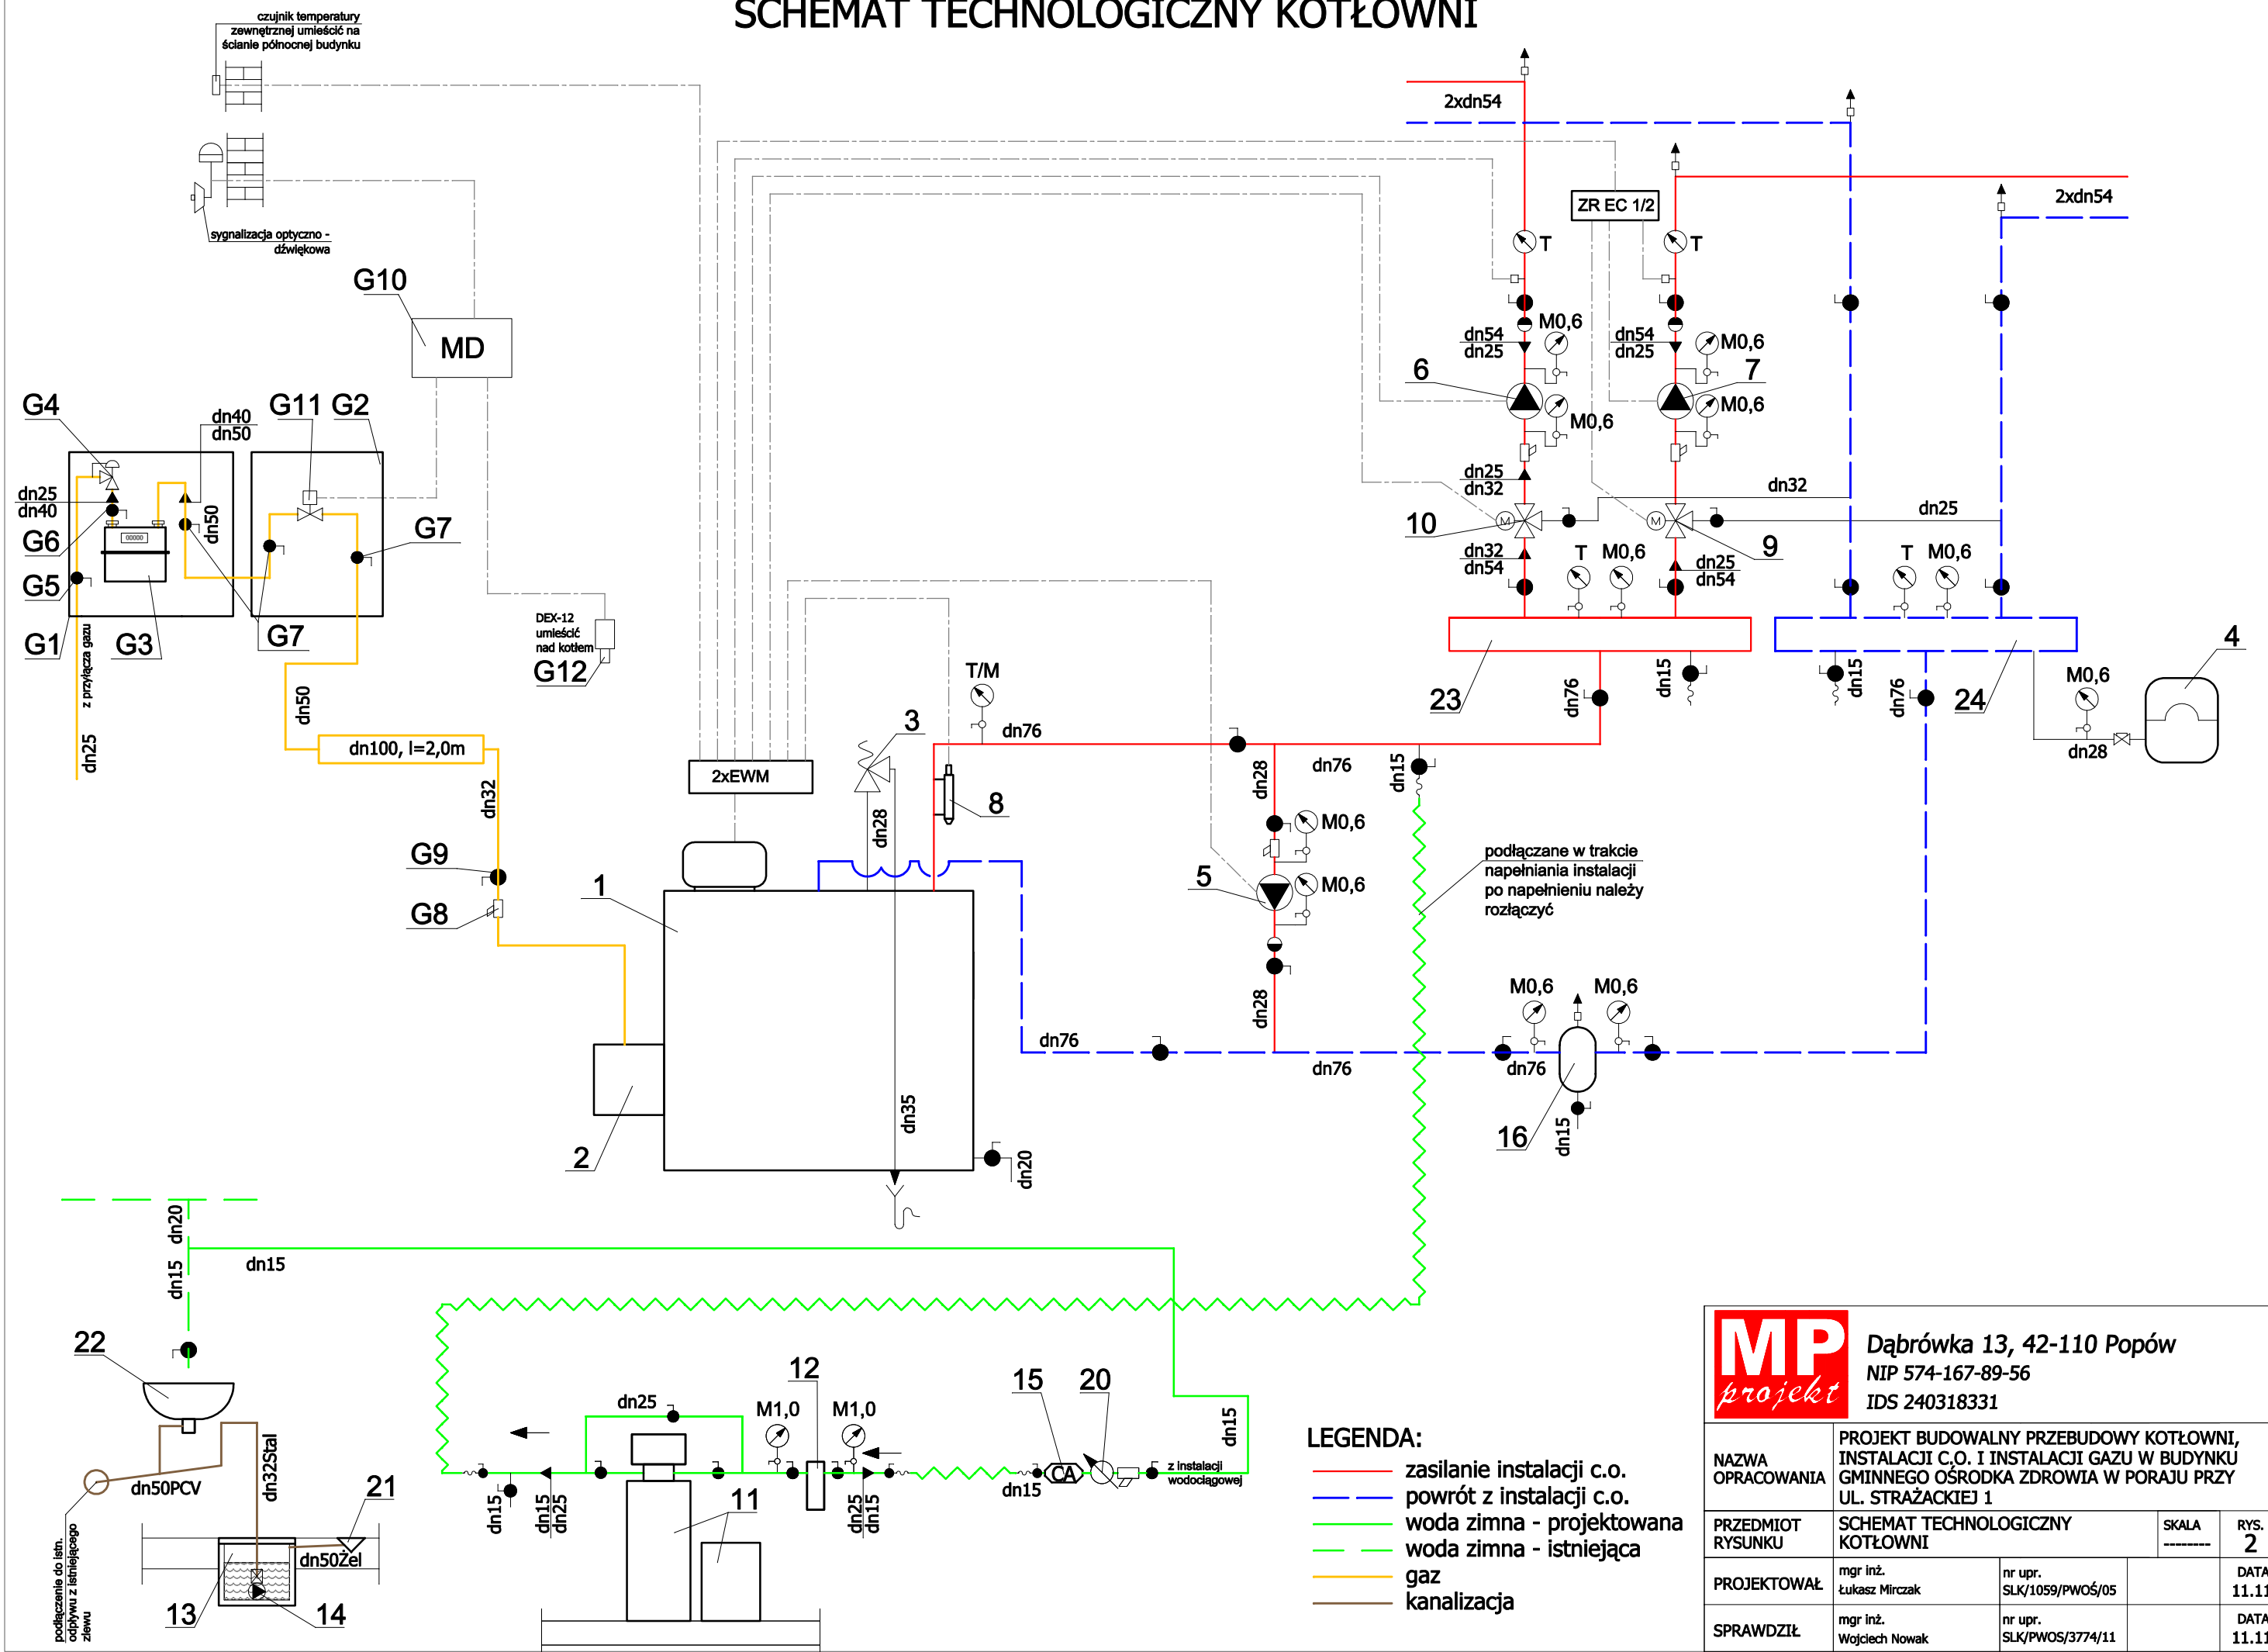 SCHEMAT TECHNOLOGICZNY KOTŁOWNI
czujnik temperatury
zewnętrznej umieścić na
ścianie północnej budynku
sygnalizacja optyczno -
dźwiękowa
G10
MD
G4
G11
G2
dn40
dn50
dn25
dn40
G6
G5
G1
G3
00000
dn50
G7
G7
z przyłącza gazu
dn25
dn50
dn100, l=2,0m
dn32
G9
G8
DEX-12
umieścić
nad kotłem
G12
2xEWM
1
2
3
dn28
dn35
8
T/M
dn76
dn20
2xdn54
2xdn54
ZR EC 1/2
T
T
dn54
dn25
M0,6
dn54
dn25
M0,6
6
7
M0,6
M0,6
dn25
dn32
dn32
10
M
M
9
dn25
dn32
dn54
T
M0,6
dn25
dn54
T
M0,6
23
dn76
dn15
dn15
dn76
24
M0,6
4
dn28
dn28
dn76
dn15
M0,6
5
M0,6
dn28
podłączane w trakcie
napełniania instalacji
po napełnieniu należy
rozłączyć
dn76
dn76
M0,6
M0,6
dn76
16
dn15
dn20
dn15
dn15
22
dn50PCV
dn32Stal
21
dn50Żel
13
14
podłączenie do istn.
odpływu z istniejącego
zlewu
dn25
M1,0
12
M1,0
15
20
CA
dn15
dn15
z instalacji
wodociągowej
dn15
dn15
dn25
11
dn25
dn15
LEGENDA:
zasilanie instalacji c.o.
powrót z instalacji c.o.
woda zimna - projektowana
woda zimna - istniejąca
gaz
kanalizacja
MP
projekt
Dąbrówka 13, 42-110 Popów
NIP 574-167-89-56
IDS 240318331
NAZWA
OPRACOWANIA
PROJEKT BUDOWALNY PRZEBUDOWY KOTŁOWNI,
INSTALACJI C.O. I INSTALACJI GAZU W BUDYNKU
GMINNEGO OŚRODKA ZDROWIA W PORAJU PRZY
UL. STRAŻACKIEJ 1
PRZEDMIOT
RYSUNKU
SCHEMAT TECHNOLOGICZNY
KOTŁOWNI
SKALA
--------
RYS.
2
PROJEKTOWAŁ
mgr inż.
Łukasz Mirczak
nr upr.
SLK/1059/PWOŚ/05
DATA
11.11
SPRAWDZIŁ
mgr inż.
Wojciech Nowak
nr upr.
SLK/PWOS/3774/11
DATA
11.11